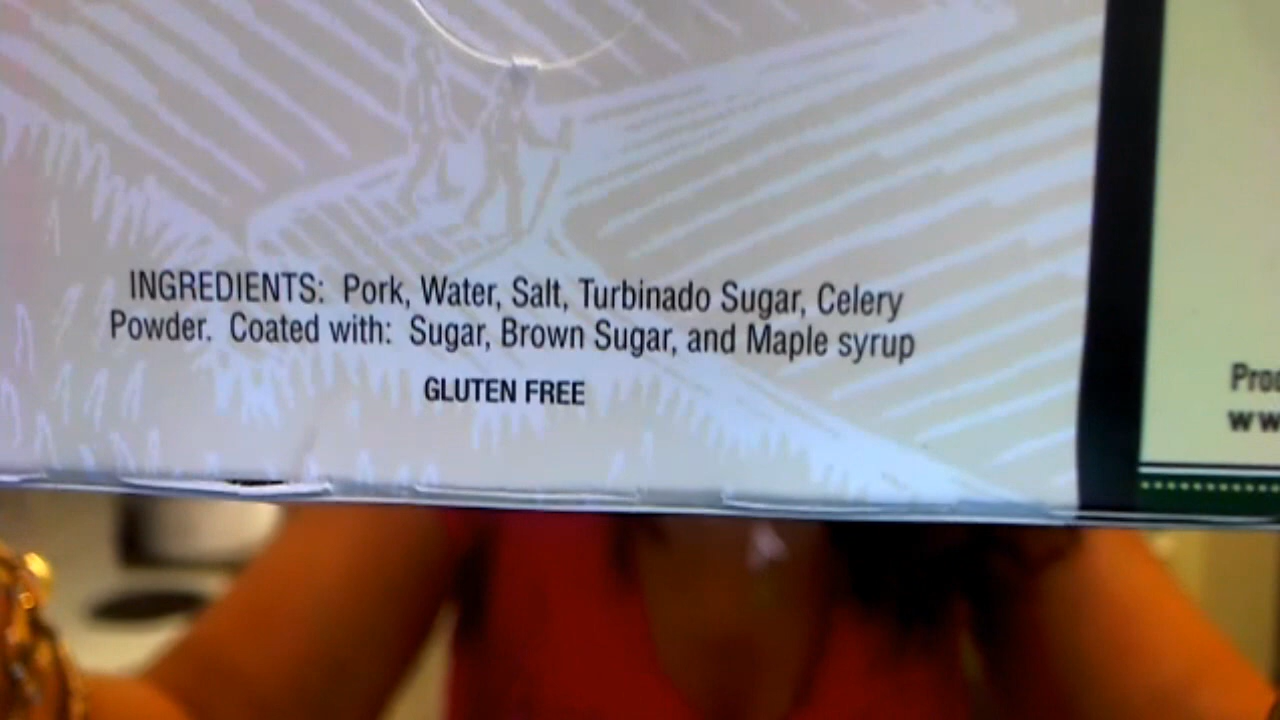 INGREDIENTS: Pork, Water, Salt, Turbinado Sugar, Celery
Powder. Coated with: Sugar, Brown Sugar, and Maple syrup
GLUTEN FREE